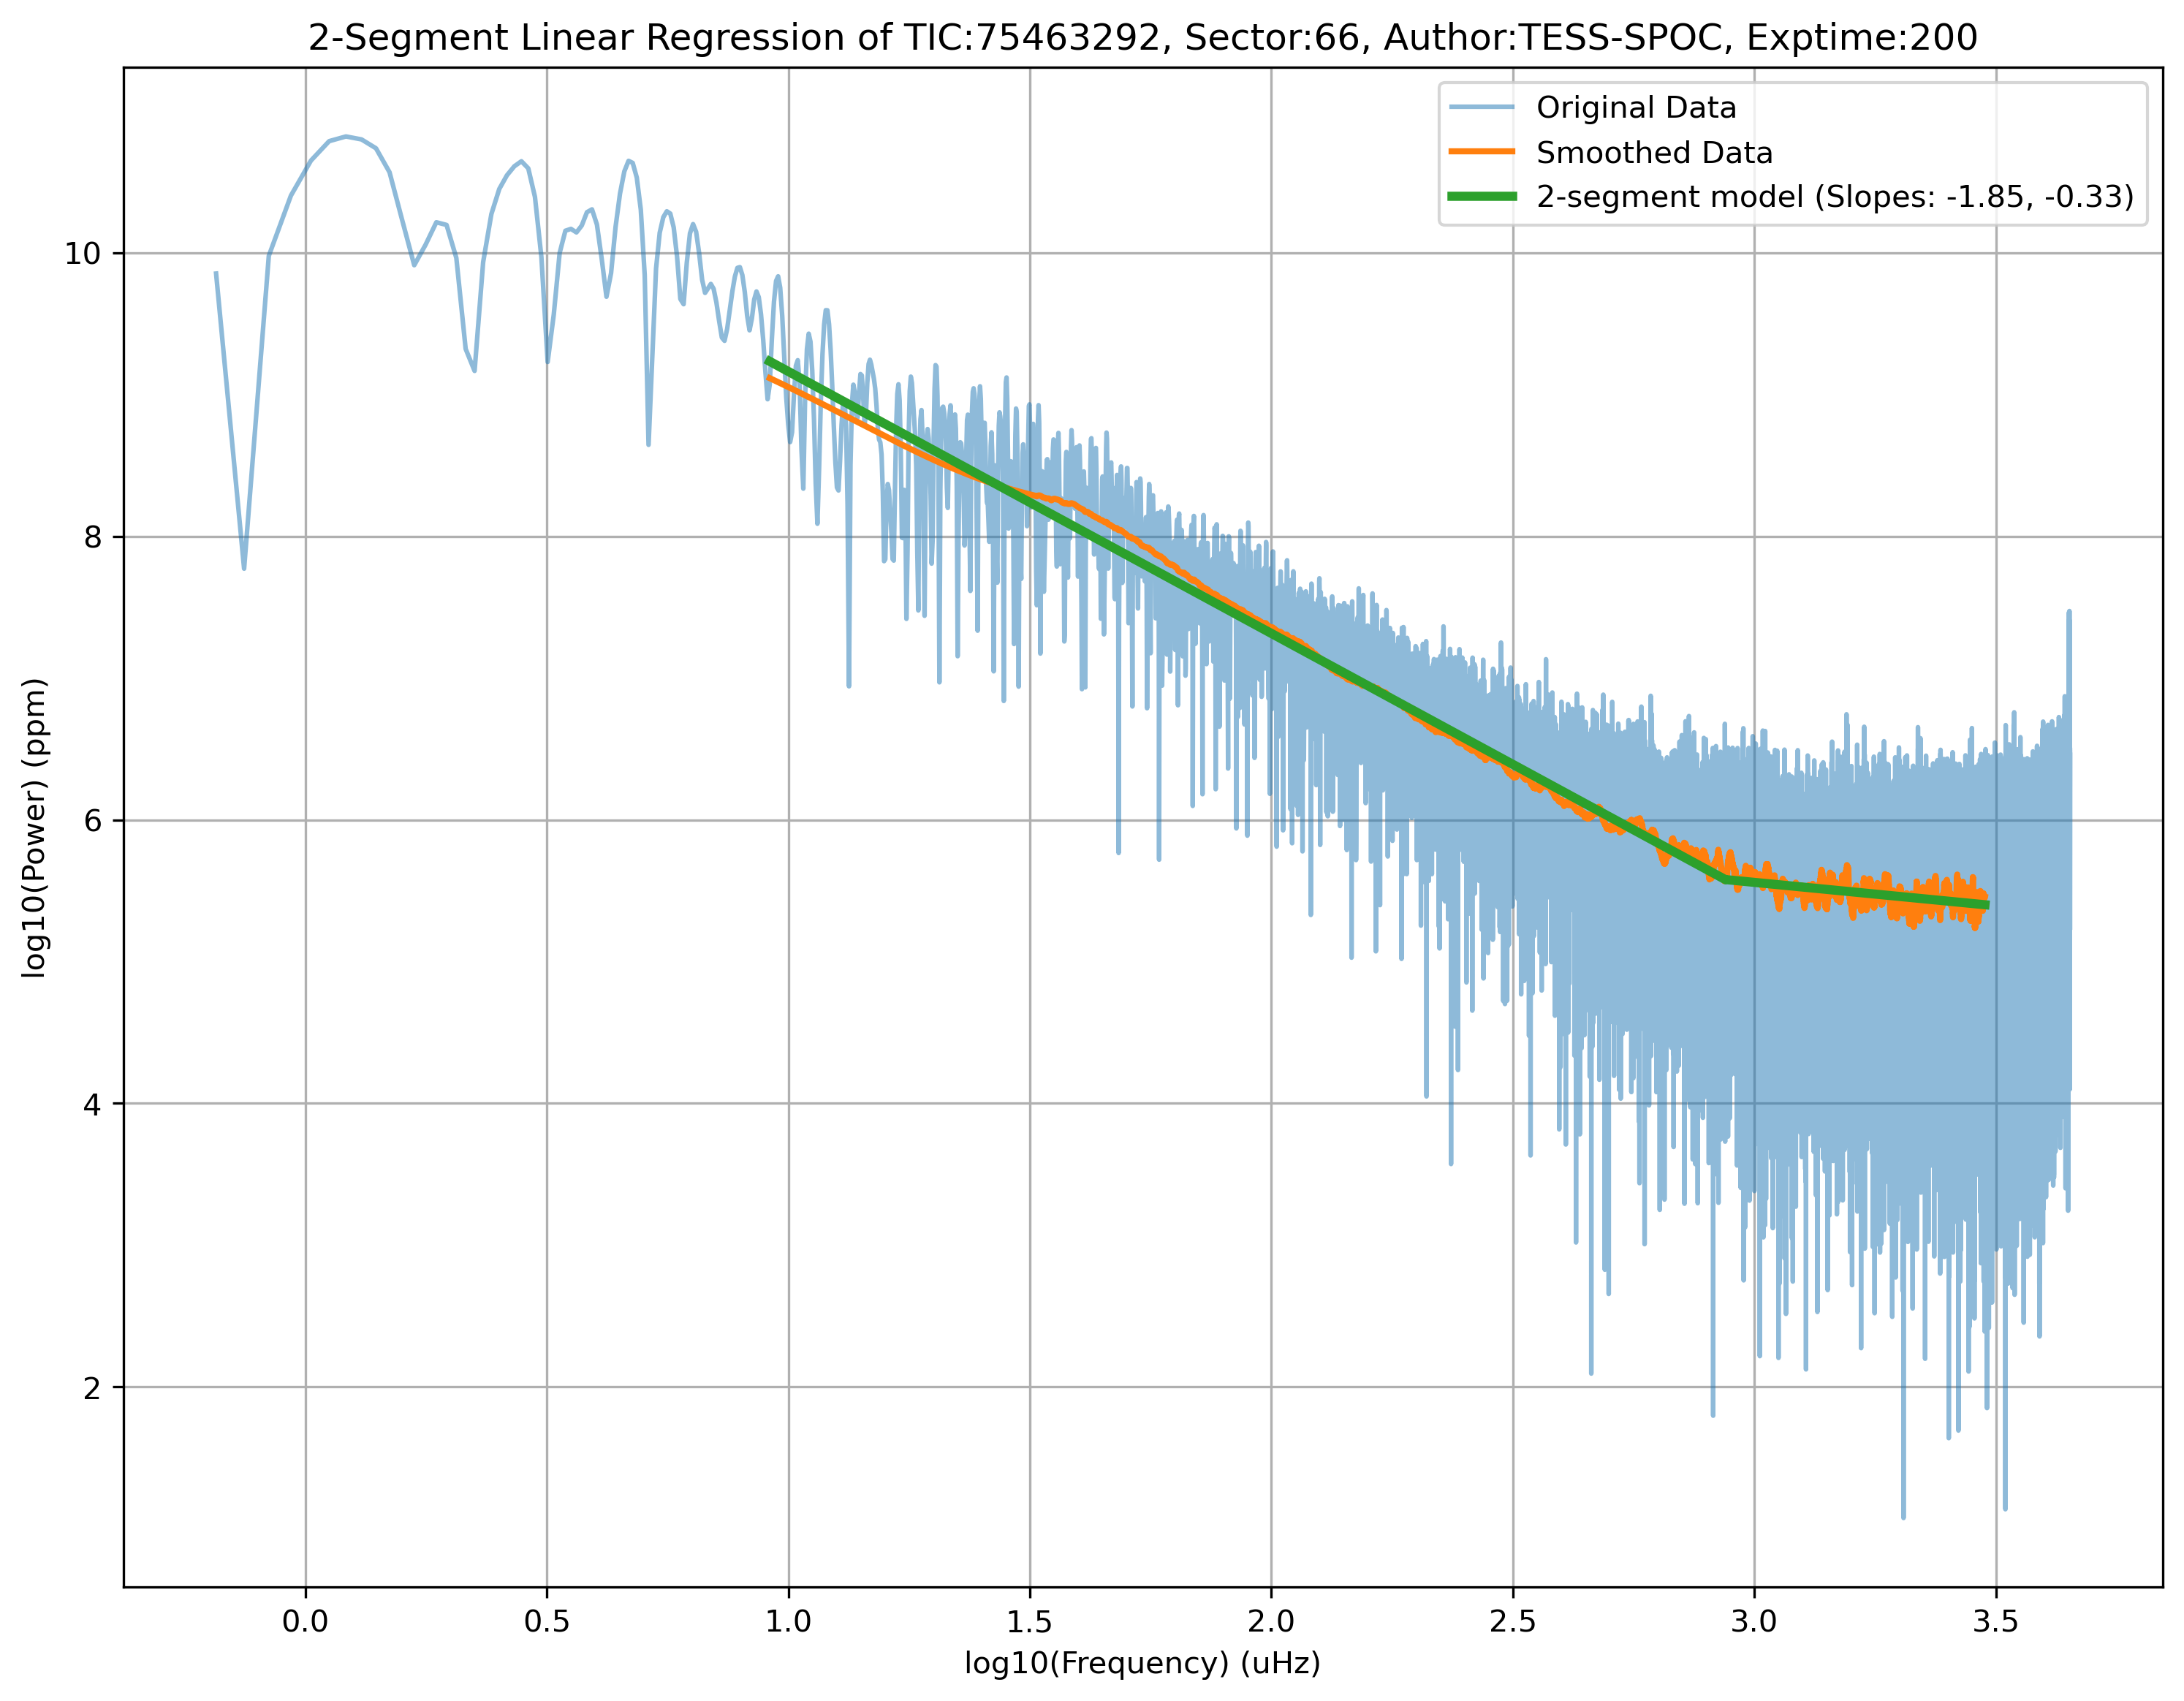 2-Segment Linear Regression of TIC:75463292, Sector:66, Author:TESS-SPOC, Exptime:200
Original Data
Smoothed Data
2-segment model (Slopes: -1.85, -0.33)
log10(Power) (ppm)
10
8
6
4
2
0.0 0.5 1.0 1.5 2.0 2.5 3.0 3.5
log10(Frequency) (uHz)